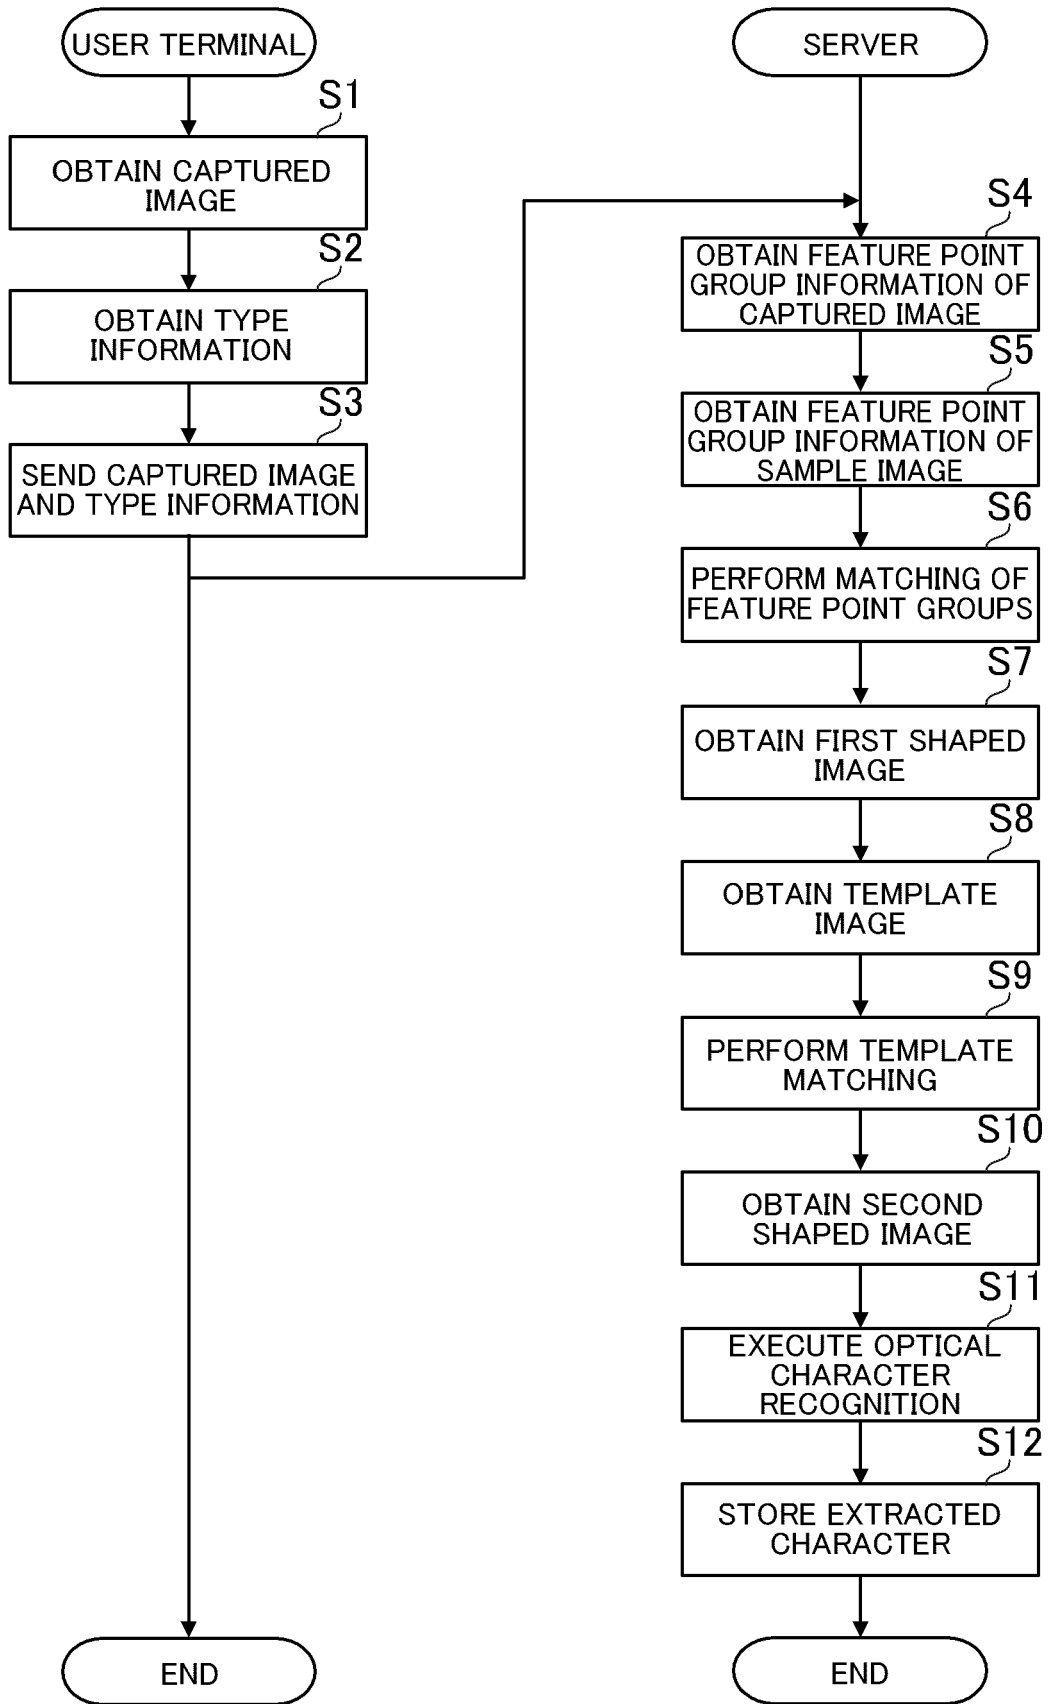 USER TERMINAL
S1
OBTAIN CAPTURED
IMAGE
S2
OBTAIN TYPE
INFORMATION
S3
SEND CAPTURED IMAGE
AND TYPE INFORMATION
END
SERVER
S4
OBTAIN FEATURE POINT
GROUP INFORMATION OF
CAPTURED IMAGE
S5
OBTAIN FEATURE POINT
GROUP INFORMATION OF
SAMPLE IMAGE
S6
PERFORM MATCHING OF
FEATURE POINT GROUPS
S7
OBTAIN FIRST SHAPED
IMAGE
S8
OBTAIN TEMPLATE
IMAGE
S9
PERFORM TEMPLATE
MATCHING
S10
OBTAIN SECOND
SHAPED IMAGE
S11
EXECUTE OPTICAL
CHARACTER
RECOGNITION
S12
STORE EXTRACTED
CHARACTER
END